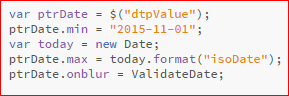 var ptrDate = $("dtpValue");
ptrDate.min = "2015-11-01";
var today = new Date;
ptrDate.max = today.format("isoDate");
ptrDate.onblur = ValidateDate;